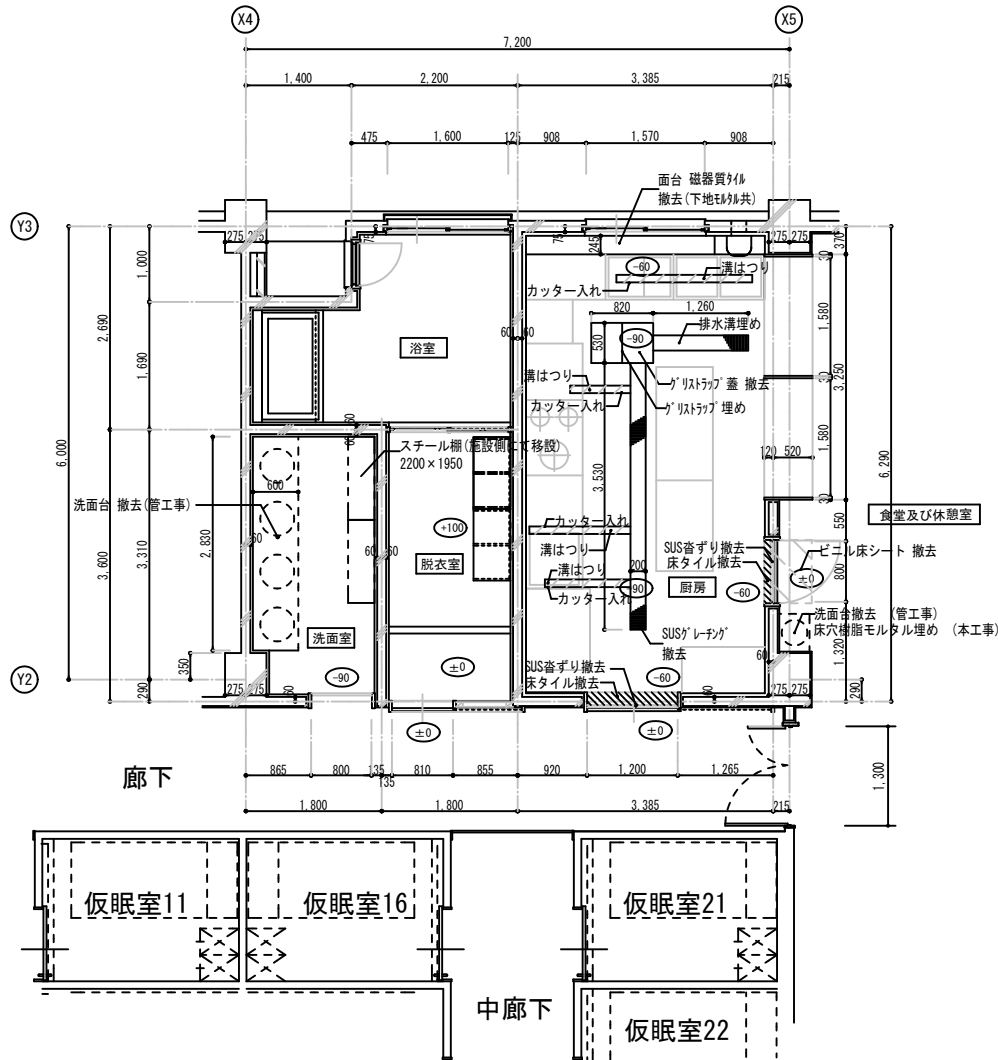 X4
X5
7,200
1,400
2,200
3,385
215
475
1,600
125
908
1,570
908
面台 磁器質ﾀｲﾙ
撤去(下地ﾓﾙﾀﾙ共)
Y3
275
275
75
75
245
275
275
370
1,000
-60
溝はつり
30
カッター入れ
820
1,260
2,690
1,690
60
60
浴室
530
-90
排水溝埋め
1,580
溝はつり
ｸﾞﾘｽﾄﾗｯﾌﾟ蓋 撤去
30
3,250
カッター入れ
ｸﾞﾘｽﾄﾗｯﾌﾟ埋め
6,000
60
60
スチール棚(施設側にて移設)
2200×1950
1,580
6,290
120
520
600
3,530
洗面台 撤去(管工事)
30
食堂及び休憩室
2,830
3,310
3,600
60
60
60
+100
カッター入れ
溝はつり
550
SUS沓ずり撤去
床タイル撤去
ビニル床シート 撤去
脱衣室
溝はつり
カッター入れ
200
-90
厨房
-60
±0
800
洗面室
SUSｸﾞﾚｰﾁﾝｸﾞ
撤去
洗面台撤去 (管工事)
床穴樹脂モルタル埋め (本工事)
1,320
60
Y2
350
290
275
275
60
-90
±0
SUS沓ずり撤去
床タイル撤去
-60
60
275
275
290
±0
±0
廊下
865
800
135
135
810
855
920
1,200
1,265
1,300
1,800
1,800
3,385
215
仮眠室11
仮眠室16
仮眠室21
中廊下
仮眠室22